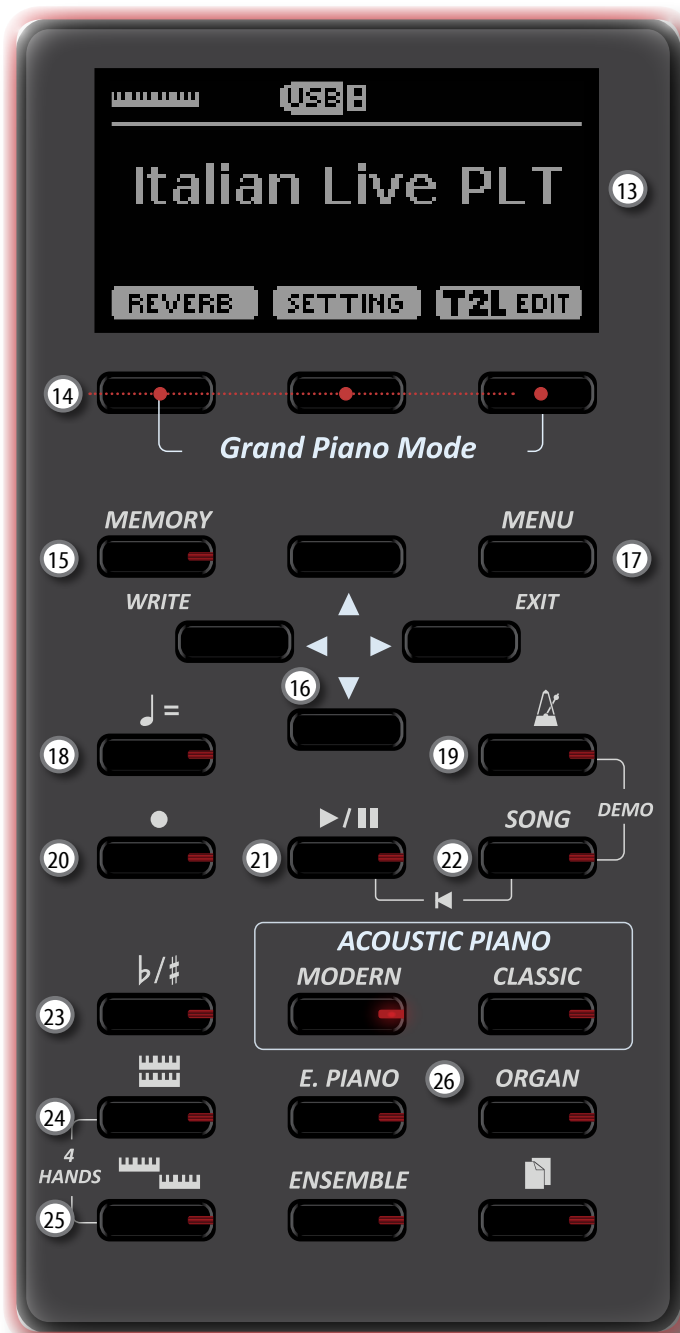 USB
Italian Live PLT
13
REVERB SETTING T2L EDIT
14
Grand Piano Mode
MEMORY MENU
15 17
WRITE EXIT
16
♩ =
18 19
● ▶/❚❚ SONG DEMO
20 21 22
ACOUSTIC PIANO
♭/♯ MODERN CLASSIC
23
E. PIANO 26 ORGAN
24
4
HANDS
ENSEMBLE
25